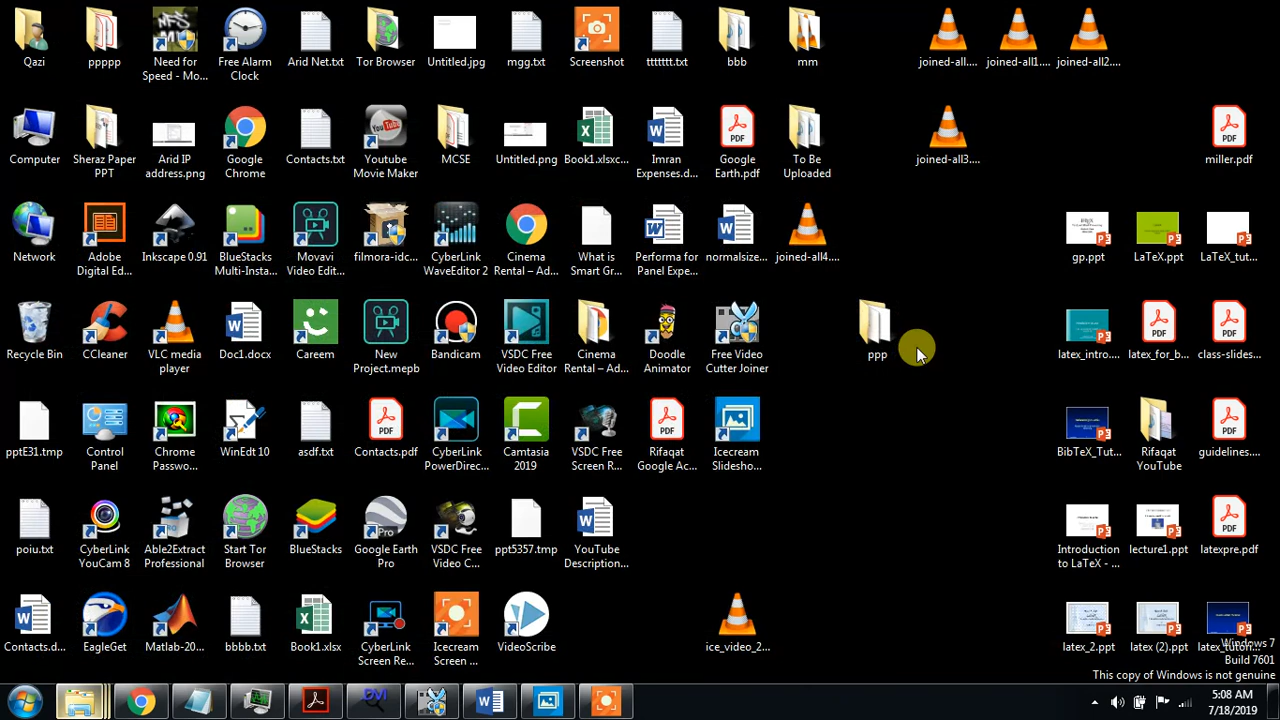 Qazi
ppppp
Need for
Speed - Mo...
Free Alarm
Clock
Arid Net.txt
Tor Browser
Untitled.jpg
mgg.txt
Screenshot
ttttttt.txt
bbb
mm
joined-all....
joined-all1....
joined-all2....
Computer
Sheraz Paper
PPT
Arid IP
address.png
Google
Chrome
Contacts.txt
Youtube
Movie Maker
MCSE
Untitled.png
Book1.xlsxc...
Imran
Expenses.d...
Google
Earth.pdf
To Be
Uploaded
joined-all3....
miller.pdf
Network
Adobe
Digital Ed...
Inkscape 0.91
BlueStacks
Multi-Insta...
Movavi
Video Edit...
filmora-idc...
CyberLink
WaveEditor 2
Cinema
Rental – Ad...
What is
Smart Gr...
Performa for
Panel Expe...
normalsize...
joined-all4....
gp.ppt
LaTeX.ppt
LaTeX_tut...
Recycle Bin
CCleaner
VLC media
player
Doc1.docx
Careem
New
Project.mepb
Bandicam
VSDC Free
Video Editor
Cinema
Rental – Ad...
Doodle
Animator
Free Video
Cutter Joiner
ppp
latex_intro....
latex_for_b...
class-slides...
pptE31.tmp
Control
Panel
Chrome
Passwo...
WinEdt 10
asdf.txt
Contacts.pdf
CyberLink
PowerDirec...
Camtasia
2019
VSDC Free
Screen R...
Rifaqat
Google Ac...
Icecream
Slidesho...
BibTeX_Tut...
Rifaqat
YouTube
guidelines....
poiu.txt
CyberLink
YouCam 8
Able2Extract
Professional
Start Tor
Browser
BlueStacks
Google Earth
Pro
VSDC Free
Video C...
ppt5357.tmp
YouTube
Description...
Introduction
to LaTeX - ...
lecture1.ppt
latexpre.pdf
Contacts.d...
EagleGet
Matlab-20...
bbbb.txt
Book1.xlsx
CyberLink
Screen Re...
Icecream
Screen ...
VideoScribe
ice_video_2...
latex_2.ppt
latex (2).ppt
latex_tutori...
Windows 7
Build 7601
This copy of Windows is not genuine
5:08 AM
7/18/2019